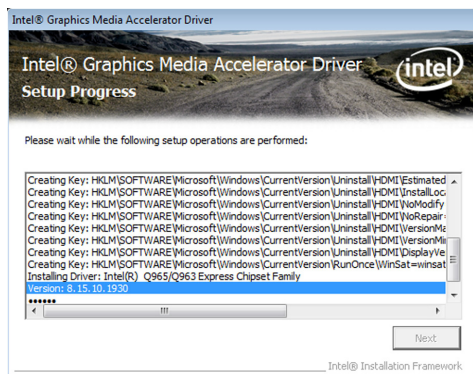 Intel® Graphics Media Accelerator Driver
Intel® Graphics Media Accelerator Driver
Setup Progress
intel
Please wait while the following setup operations are performed:
Creating Key: HKLM\SOFTWARE\Microsoft\Windows\CurrentVersion\Uninstall\HDMI\Estimated
Creating Key: HKLM\SOFTWARE\Microsoft\Windows\CurrentVersion\Uninstall\HDMI\InstallLoc
Creating Key: HKLM\SOFTWARE\Microsoft\Windows\CurrentVersion\Uninstall\HDMI\NoModify
Creating Key: HKLM\SOFTWARE\Microsoft\Windows\CurrentVersion\Uninstall\HDMI\NoRepair
Creating Key: HKLM\SOFTWARE\Microsoft\Windows\CurrentVersion\Uninstall\HDMI\VersionMa
Creating Key: HKLM\SOFTWARE\Microsoft\Windows\CurrentVersion\Uninstall\HDMI\VersionMi
Creating Key: HKLM\SOFTWARE\Microsoft\Windows\CurrentVersion\Uninstall\HDMI\DisplayVe
Creating Key: HKLM\SOFTWARE\Microsoft\Windows\CurrentVersion\RunOnce\WinSat=winsat
Installing Driver: Intel(R) Q965/Q963 Express Chipset Family
Version: 8.15.10.1930
••••••
Next
Intel® Installation Framework